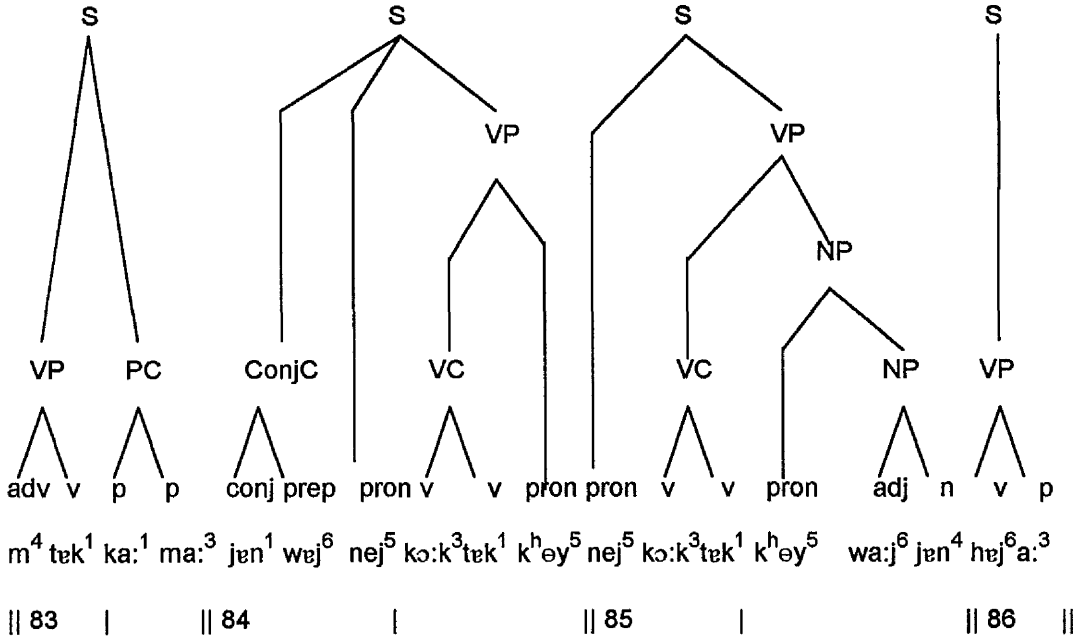 S S S S
VP VP
NP
VP PC ConjC VC VC NP VP
adv v p p conj prep pron v v pron pron v v pron adj n v p
m⁴ tɐk¹ ka:¹ ma:³ jɐn¹ wɐj⁶ nej⁵ kɔ:k³tɐk¹ kʰɵy⁵ nej⁵ kɔ:k³tɐk¹ kʰɵy⁵ wa:j⁶ jɐn⁴ hɐj⁶a:³
|| 83 | || 84 | || 85 | || 86 ||